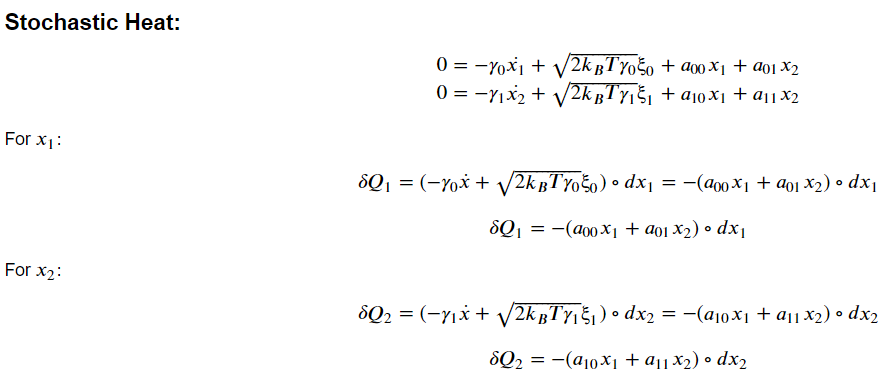 Stochastic Heat:
0 = −γ₀ẋ₁ + √(2k_BTγ₀)ξ₀ + a₀₀x₁ + a₀₁x₂
0 = −γ₁ẋ₂ + √(2k_BTγ₁)ξ₁ + a₁₀x₁ + a₁₁x₂
For x₁:
δQ₁ = (−γ₀ẋ + √(2k_BTγ₀)ξ₀) ∘ dx₁ = −(a₀₀x₁ + a₀₁x₂) ∘ dx₁
δQ₁ = −(a₀₀x₁ + a₀₁x₂) ∘ dx₁
For x₂:
δQ₂ = (−γ₁ẋ + √(2k_BTγ₁)ξ₁) ∘ dx₂ = −(a₁₀x₁ + a₁₁x₂) ∘ dx₂
δQ₂ = −(a₁₀x₁ + a₁₁x₂) ∘ dx₂